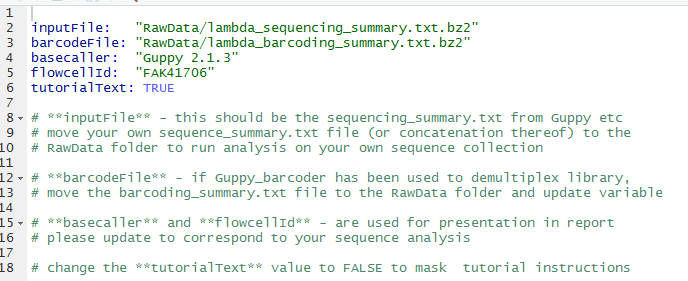 1
2 inputFile: "RawData/lambda_sequencing_summary.txt.bz2"
3 barcodeFile: "RawData/lambda_barcoding_summary.txt.bz2"
4 basecaller: "Guppy 2.1.3"
5 flowcellId: "FAK41706"
6 tutorialText: TRUE
7
8 # **inputFile** - this should be the sequencing_summary.txt from Guppy etc
9 # move your own sequence_summary.txt file (or concatenation thereof) to the
10 # RawData folder to run analysis on your own sequence collection
11
12 # **barcodeFile** - if Guppy_barcoder has been used to demultiplex library,
13 # move the barcoding_summary.txt file to the RawData folder and update variable
14
15 # **basecaller** and **flowcellId** - are used for presentation in report
16 # please update to correspond to your sequence analysis
17
18 # change the **tutorialText** value to FALSE to mask  tutorial instructions